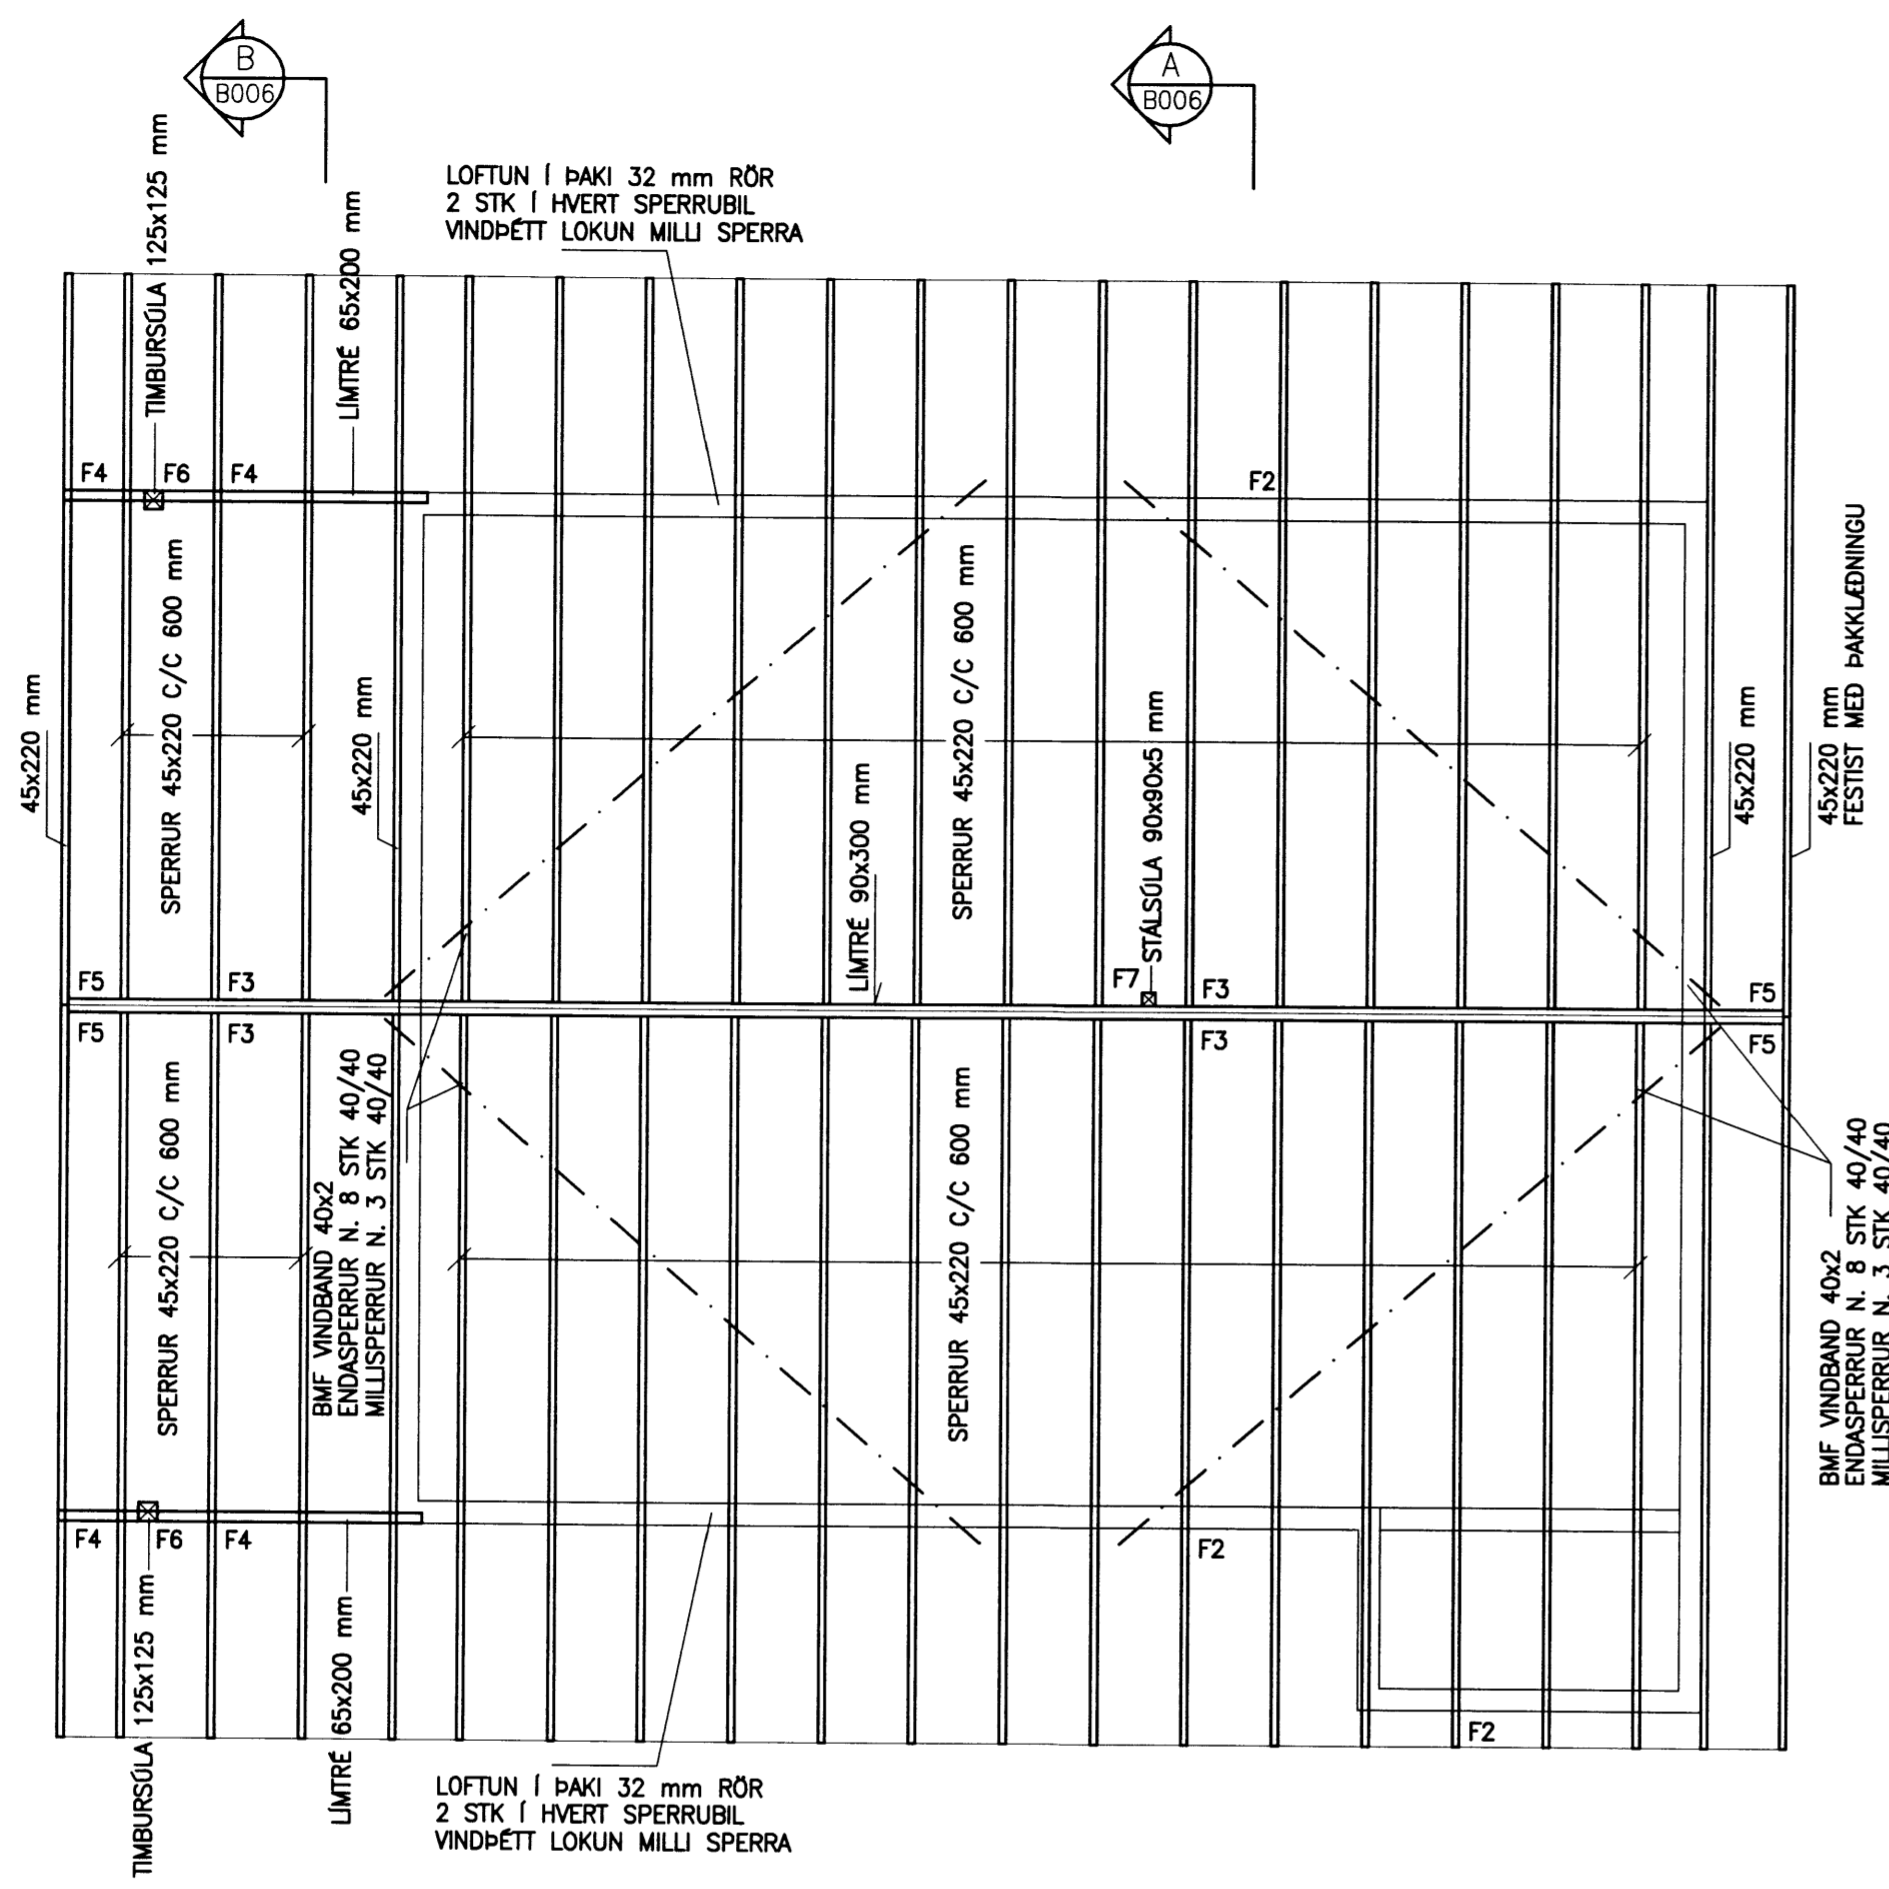 B
B006
A
B006
TIMBURSÚLA 125x125 mm
LÍMTRÉ 65x200 mm
LOFTUN Í ÞAKI 32 mm RÖR
2 STK Í HVERT SPERRUBIL
VINDÞÉTT LOKUN MILLI SPERRA
F4
F6
F4
F2
45x220 mm
SPERRUR 45x220 C/C 600 mm
45x220 mm
LÍMTRÉ 90x300 mm
SPERRUR 45x220 C/C 600 mm
STÁLSÚLA 90x90x5 mm
45x220 mm
45x220 mm
FESTIST MEÐ ÞAKKLÆÐNINGU
F5
F3
F7
F3
F5
F5
F3
F3
F5
SPERRUR 45x220 C/C 600 mm
BMF VINDBAND 40x2
ENDASPERRUR N. 8 STK 40/40
MILLISPERRUR N. 3 STK 40/40
SPERRUR 45x220 C/C 600 mm
BMF VINDBAND 40x2
ENDASPERRUR N. 8 STK 40/40
MILLISPERRUR N. 3 STK 40/40
F4
F6
F4
F2
F2
TIMBURSÚLA 125x125 mm
LÍMTRÉ 65x200 mm
LOFTUN Í ÞAKI 32 mm RÖR
2 STK Í HVERT SPERRUBIL
VINDÞÉTT LOKUN MILLI SPERRA